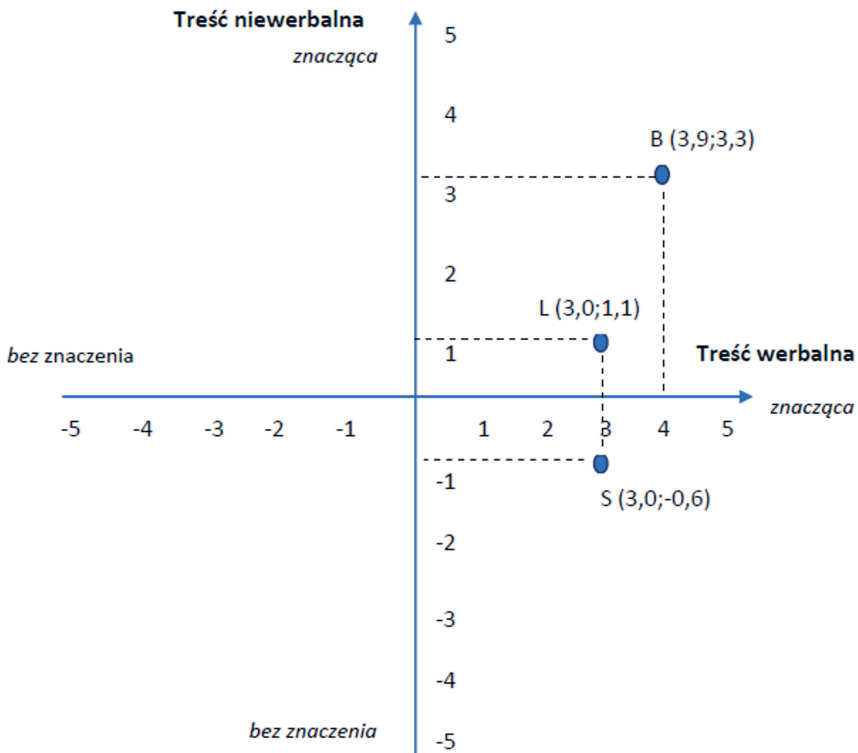 Treść niewerbalna
znacząca
5
4
B (3,9;3,3)
3
2
L (3,0;1,1)
bez znaczenia
1
Treść werbalna
znacząca
-5 -4 -3 -2 -1 1 2 3 4 5
-1
S (3,0;-0,6)
-2
-3
-4
bez znaczenia
-5